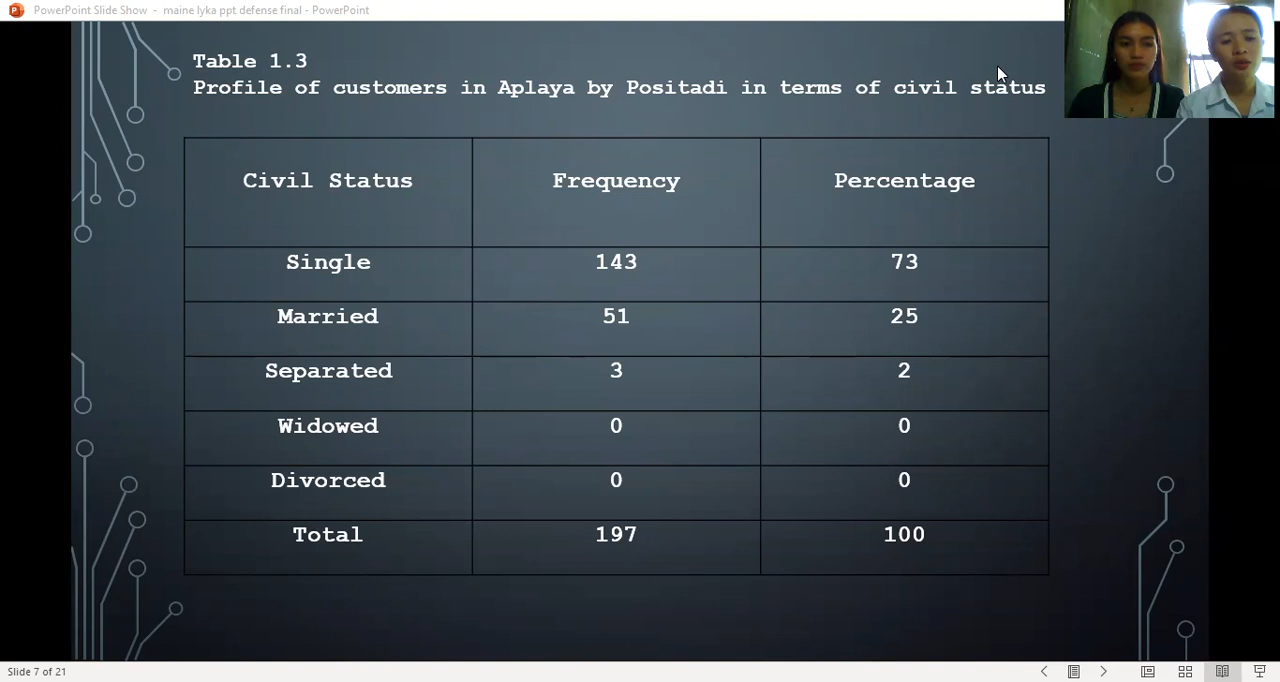 PowerPoint Slide Show - maine lyka ppt defense final - PowerPoint
Table 1.3
Profile of customers in Aplaya by Positadi in terms of civil status
Civil Status Frequency Percentage
Single 143 73
Married 51 25
Separated 3 2
Widowed 0 0
Divorced 0 0
Total 197 100
Slide 7 of 21